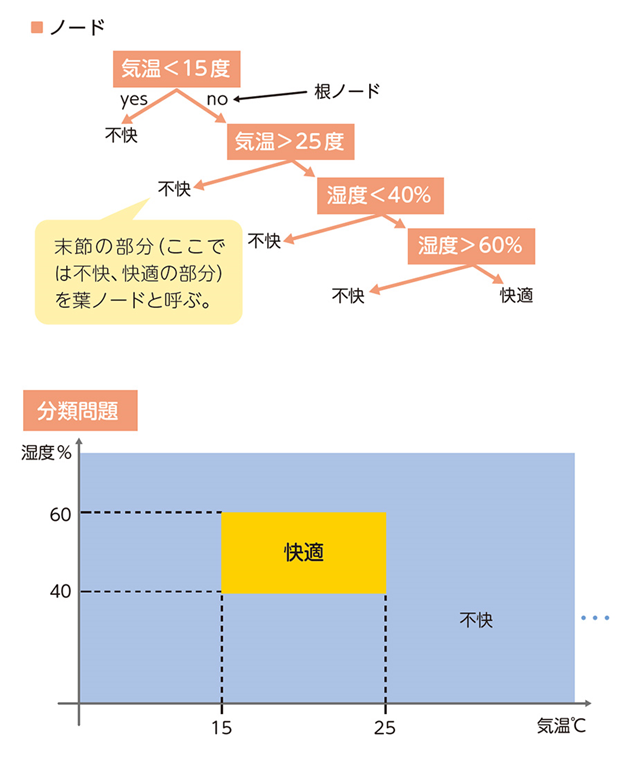 ノード
気温<15度
yes no 根ノード
不快
気温>25度
不快
湿度<40%
不快
湿度>60%
不快
快適
末節の部分(ここで
は不快、快適の部分)
を葉ノードと呼ぶ。
分類問題
湿度%
60
快適
40
不快
...
15
25
気温℃